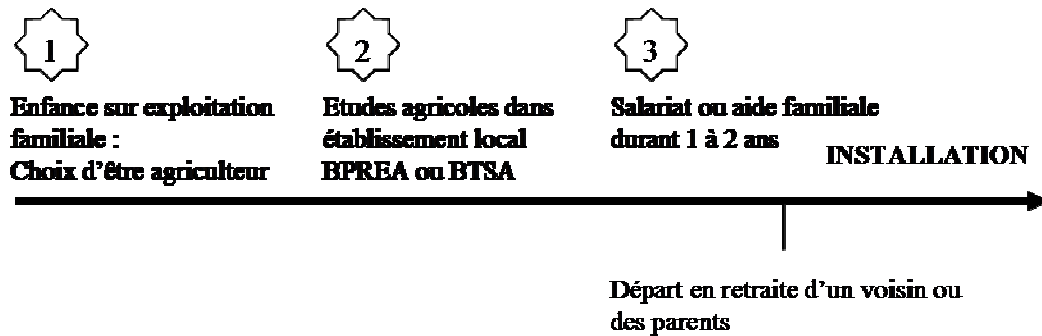 1
Enfance sur exploitation
familiale :
Choix d'être agriculteur
2
Etudes agricoles dans
établissement local
BPREA ou BTSA
3
Salariat ou aide familiale
durant 1 à 2 ans
INSTALLATION
Départ en retraite d'un voisin ou
des parents